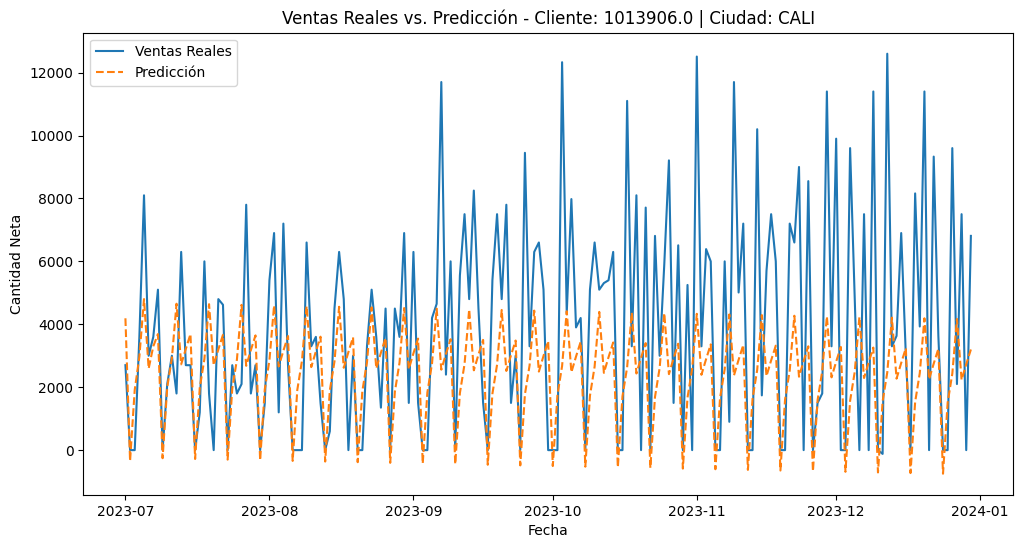 Ventas Reales vs. Predicción - Cliente: 1013906.0 | Ciudad: CALI
Ventas Reales
Predicción
Cantidad Neta
12000
10000
8000
6000
4000
2000
0
2023-07
2023-08
2023-09
2023-10
2023-11
2023-12
2024-01
Fecha